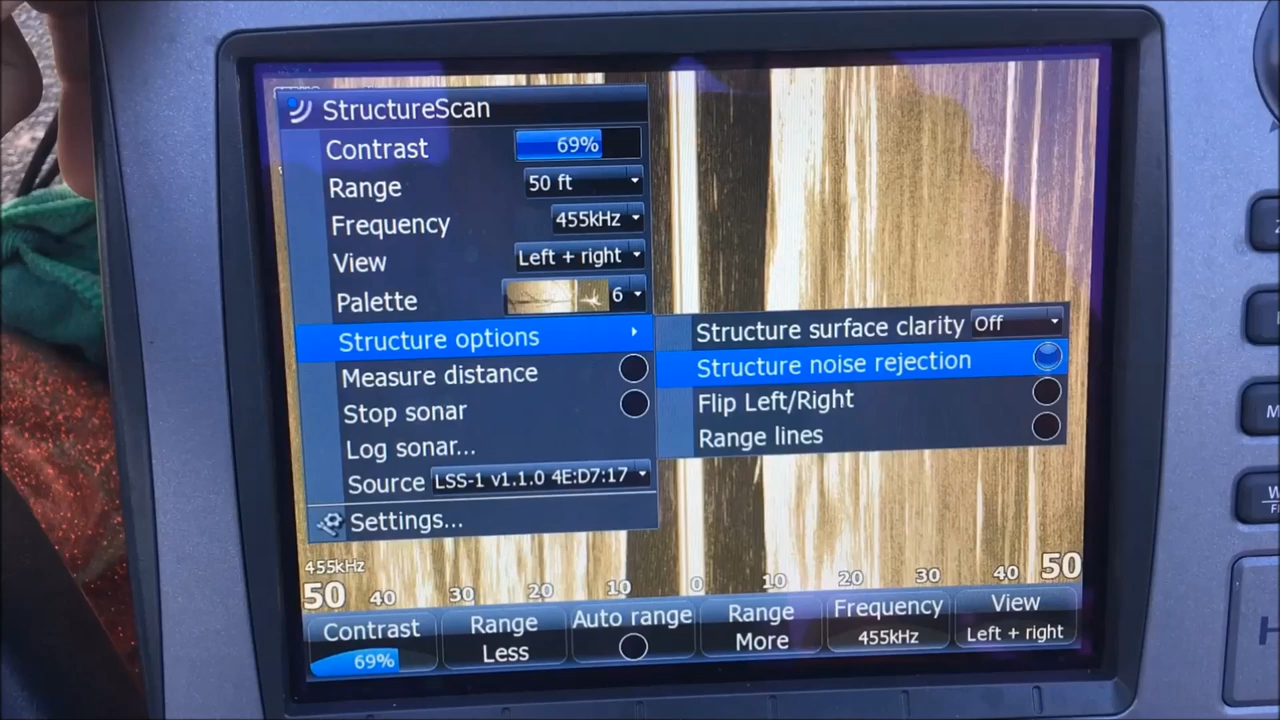 StructureScan
Contrast 69%
Range 50 ft
Frequency 455kHz
View Left + right
Palette 6
Structure options
Measure distance
Stop sonar
Log sonar...
Source LSS-1 v1.1.0 4E:D7:17
Settings...
Structure surface clarity Off
Structure noise rejection
Flip Left/Right
Range lines
455kHz
50 40 30 20 10 0 10 20 30 40 50
Contrast 69%
Range Less
Auto range
Range More
Frequency 455kHz
View Left + right